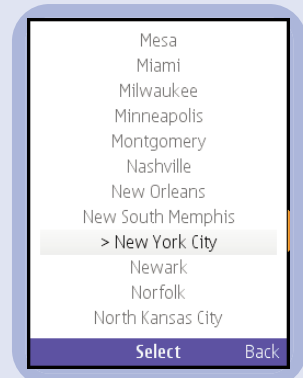 Mesa
Miami
Milwaukee
Minneapolis
Montgomery
Nashville
New Orleans
New South Memphis
> New York City
Newark
Norfolk
North Kansas City
Select Back